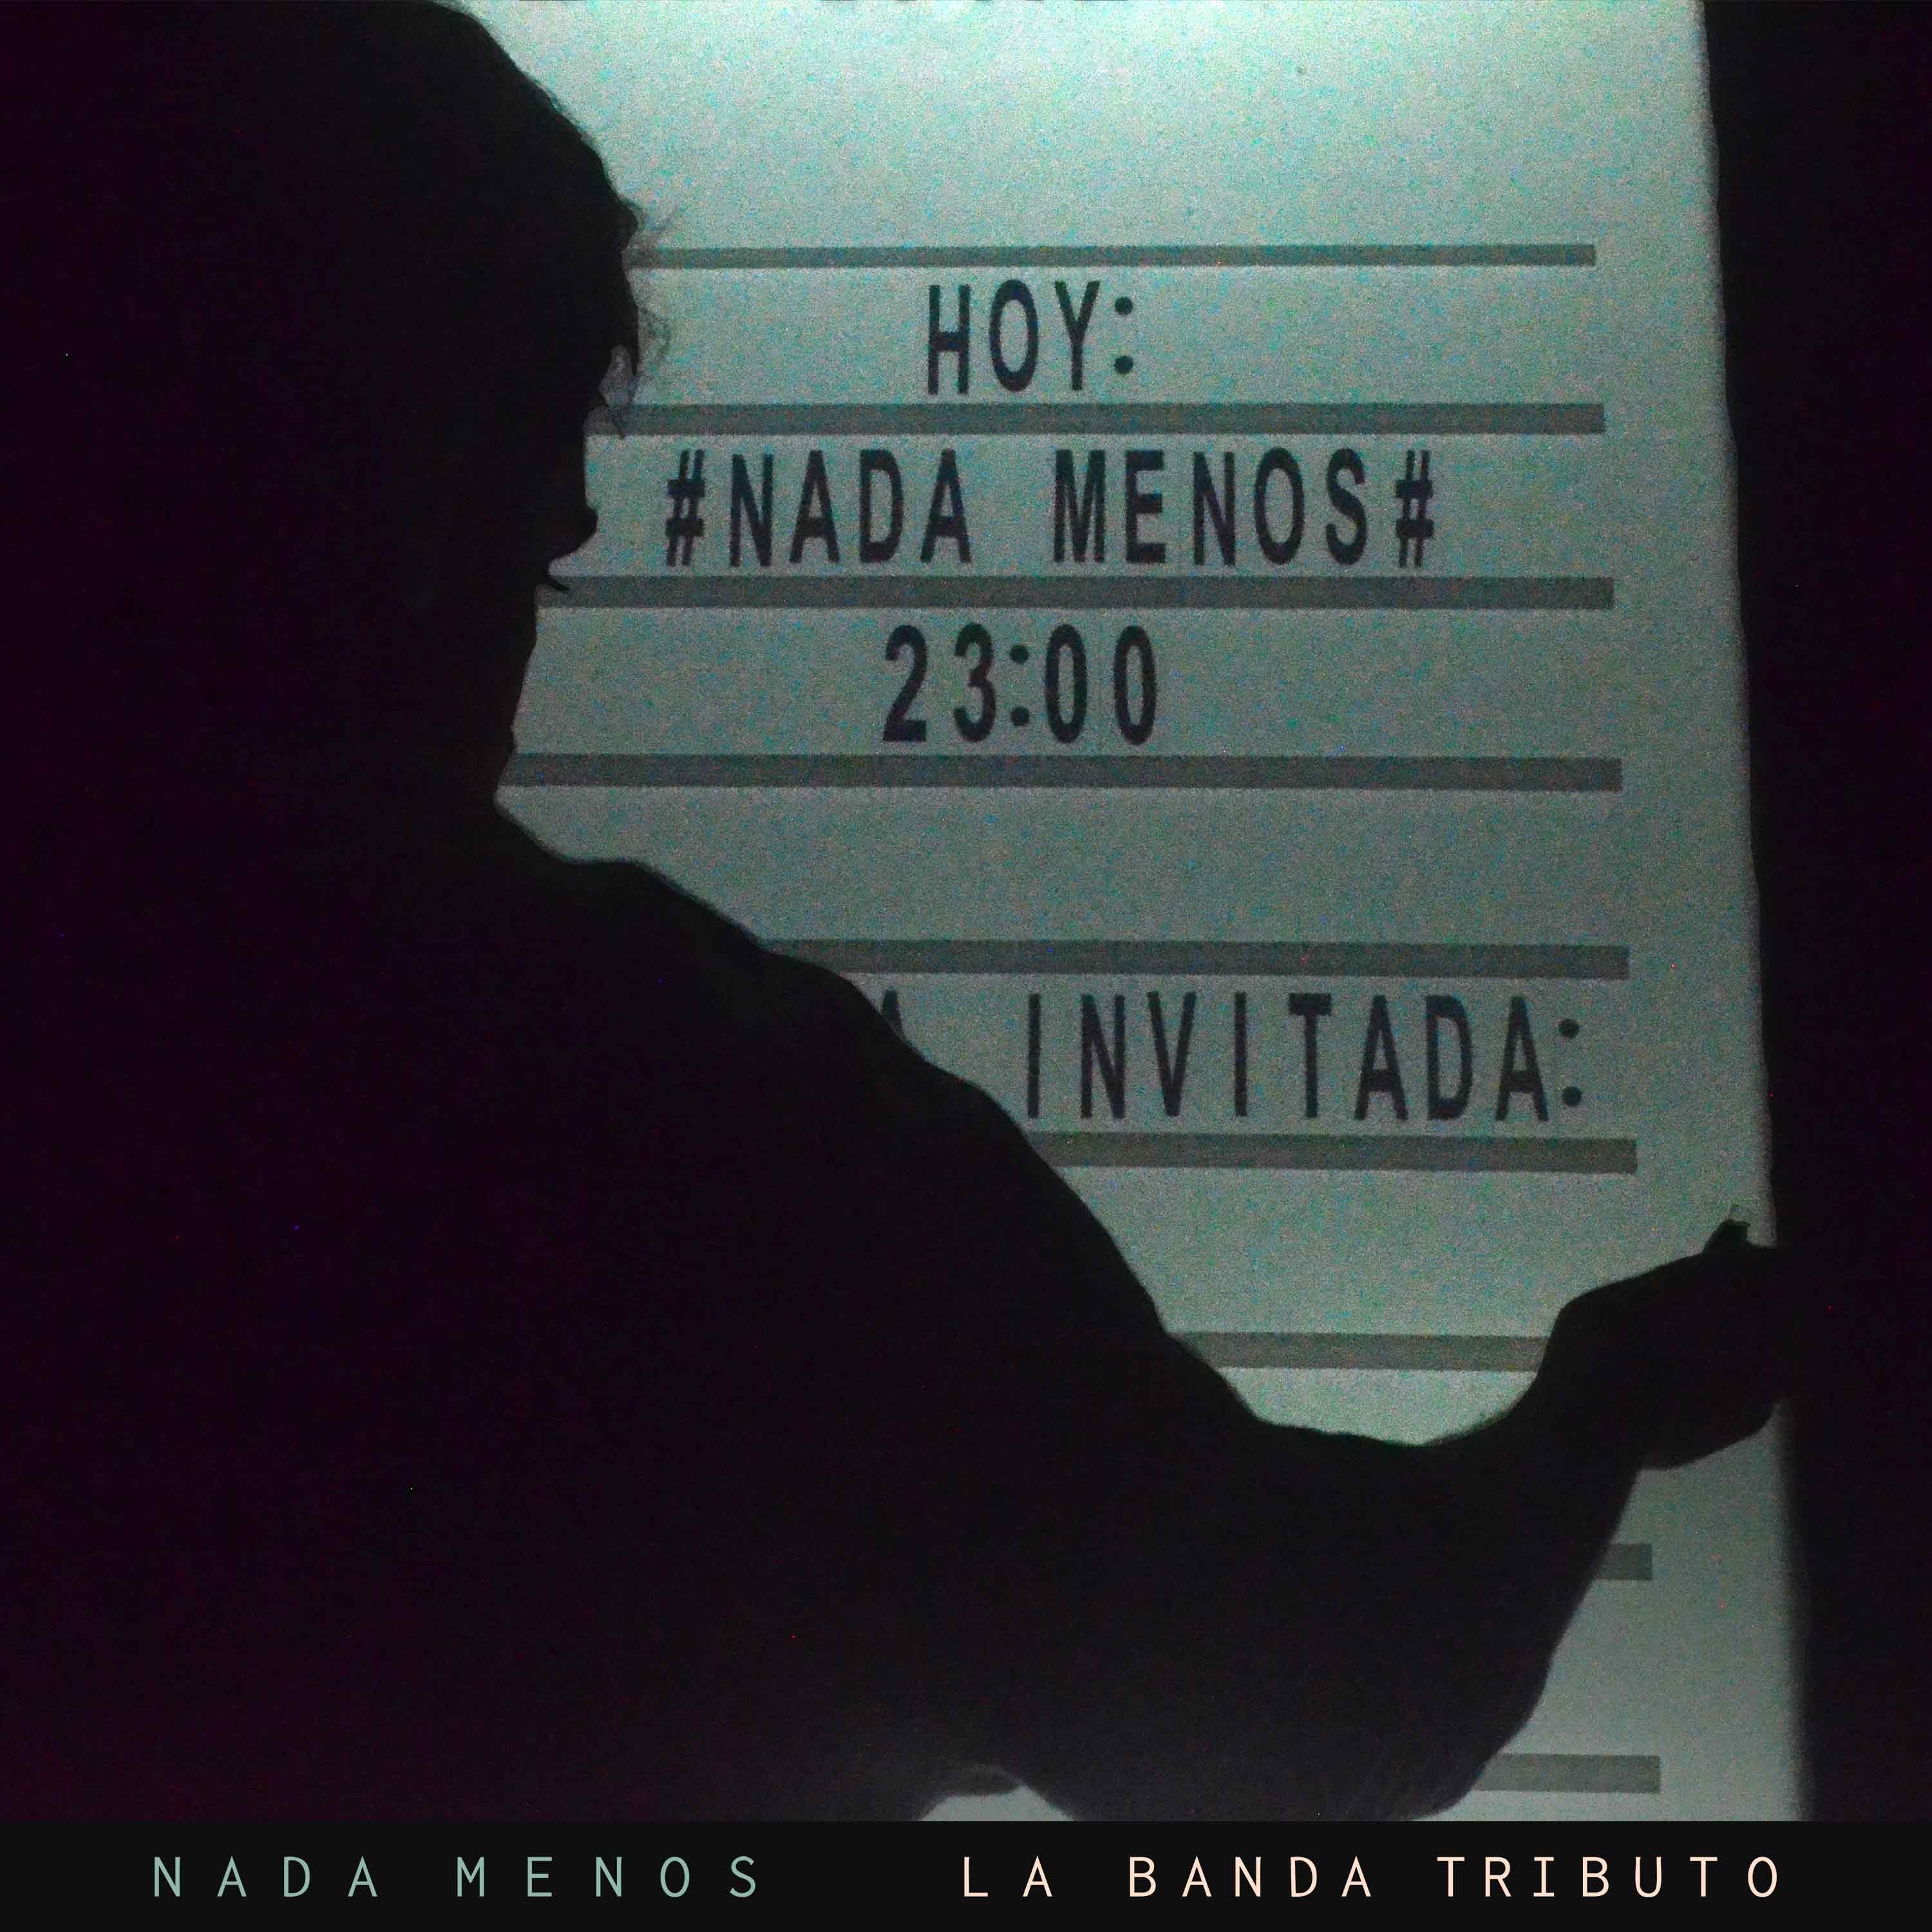 HOY:
#NADA MENOS#
23:00
INVITADA:
NADA MENOS LA BANDA TRIBUTO